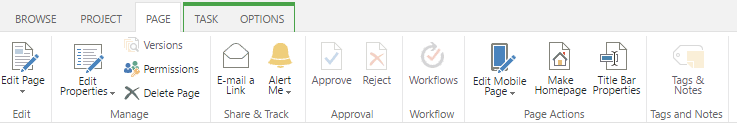 BROWSE PROJECT PAGE TASK OPTIONS
Edit Page
Edit
Edit Properties
Versions
Permissions
Delete Page
Manage
E-mail a Link
Alert Me
Share & Track
Approve
Reject
Approval
Workflows
Workflow
Edit Mobile Page
Make Homepage
Title Bar Properties
Page Actions
Tags & Notes
Tags and Notes